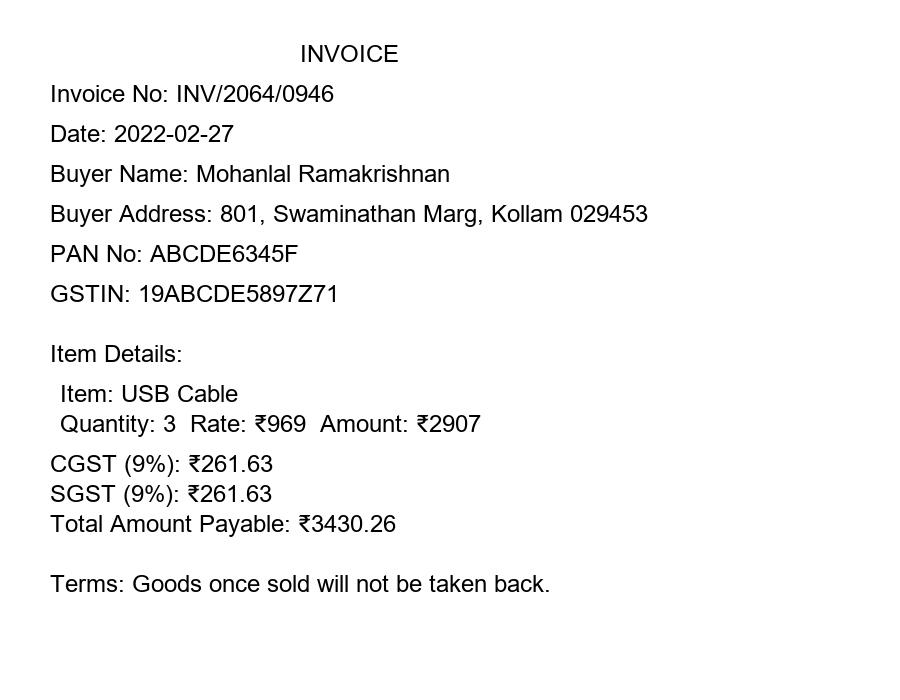 INVOICE
Invoice No: INV/2064/0946
Date: 2022-02-27
Buyer Name: Mohanlal Ramakrishnan
Buyer Address: 801, Swaminathan Marg, Kollam 029453
PAN No: ABCDE6345F
GSTIN: 19ABCDE5897Z71
Item Details:
Item: USB Cable
Quantity: 3  Rate: ₹969  Amount: ₹2907
CGST (9%): ₹261.63
SGST (9%): ₹261.63
Total Amount Payable: ₹3430.26
Terms: Goods once sold will not be taken back.